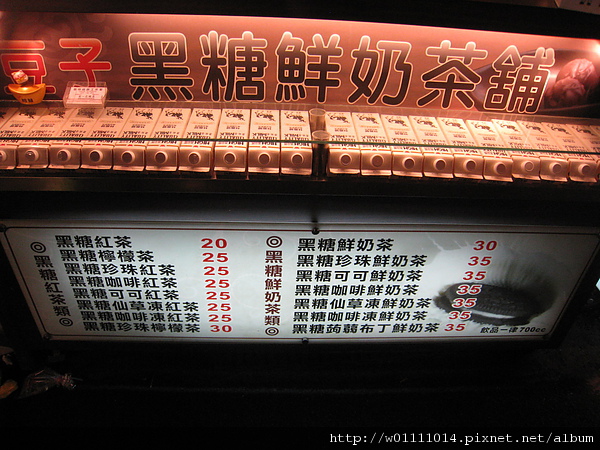 豆子 黑糖鮮奶茶舖
◎黑糖紅茶類◎
黑糖紅茶 20
黑糖檸檬茶 25
黑糖珍珠紅茶 25
黑糖咖啡紅茶 25
黑糖可可紅茶 25
黑糖仙草凍紅茶 25
黑糖咖啡凍紅茶 25
黑糖珍珠檸檬茶 30
◎黑糖鮮奶茶類◎
黑糖鮮奶茶 30
黑糖珍珠鮮奶茶 35
黑糖可可鮮奶茶 35
黑糖咖啡鮮奶茶 35
黑糖仙草凍鮮奶茶 35
黑糖咖啡凍鮮奶茶 35
黑糖蒟蒻布丁鮮奶茶 35
飲品一律700cc
http://w01111014.pixnet.net/album